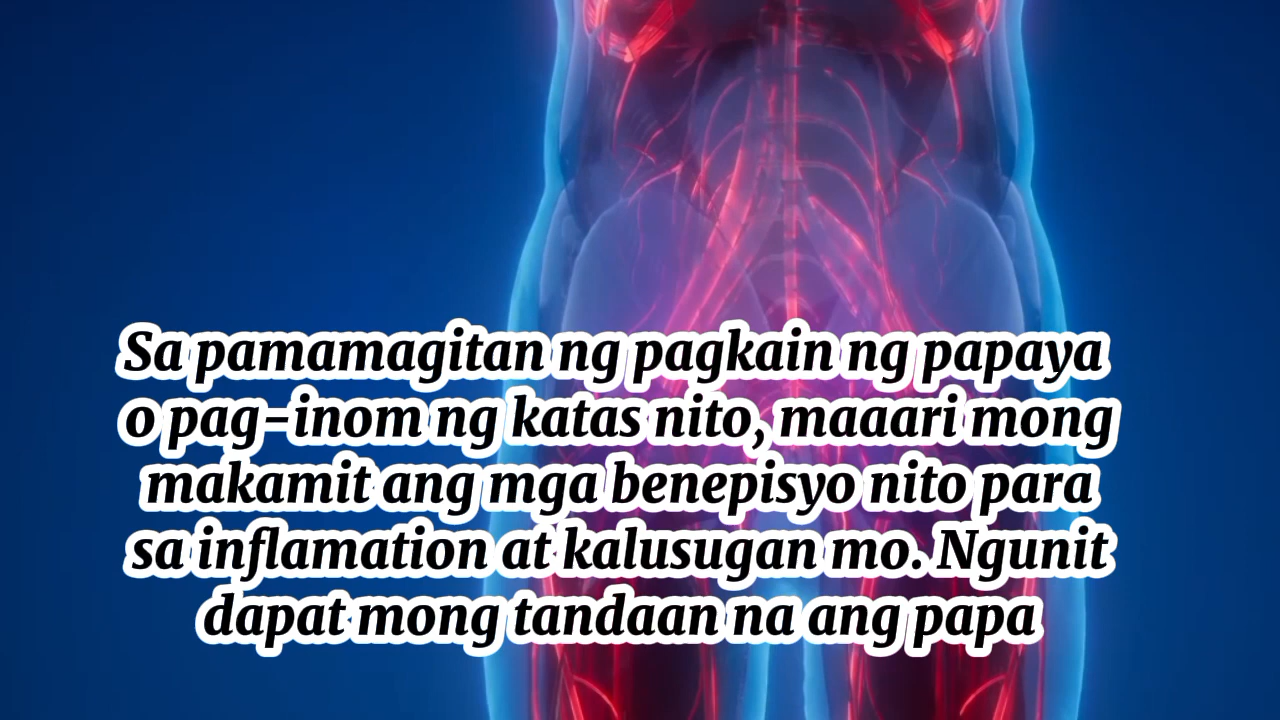 Sa pamamagitan ng pagkain ng papaya
o pag-inom ng katas nito, maaari mong
makamit ang mga benepisyo nito para
sa inflamation at kalusugan mo. Ngunit
dapat mong tandaan na ang papa